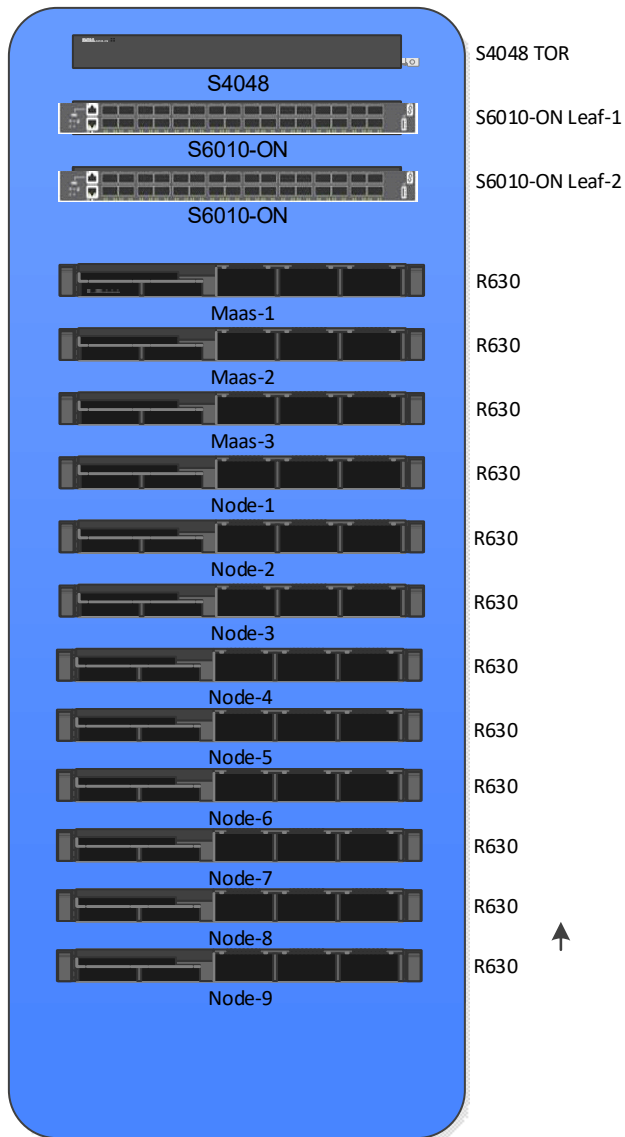 S4048 TOR
S4048
S6010-ON Leaf-1
S6010-ON
S6010-ON Leaf-2
S6010-ON
R630
Maas-1
R630
Maas-2
R630
Maas-3
R630
Node-1
R630
Node-2
R630
Node-3
R630
Node-4
R630
Node-5
R630
Node-6
R630
Node-7
R630
Node-8
R630
Node-9